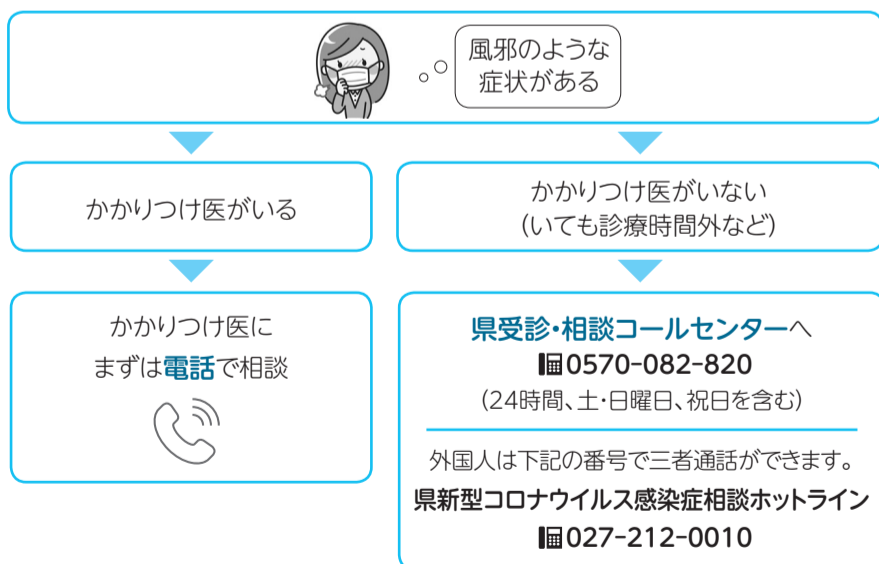 風邪のような
症状がある
かかりつけ医がいる
かかりつけ医に
まずは電話で相談
かかりつけ医がいない
(いても診療時間外など)
県受診・相談コールセンターへ
0570-082-820
(24時間、土・日曜日、祝日を含む)
外国人は下記の番号で三者通話ができます。
県新型コロナウイルス感染症相談ホットライン
027-212-0010